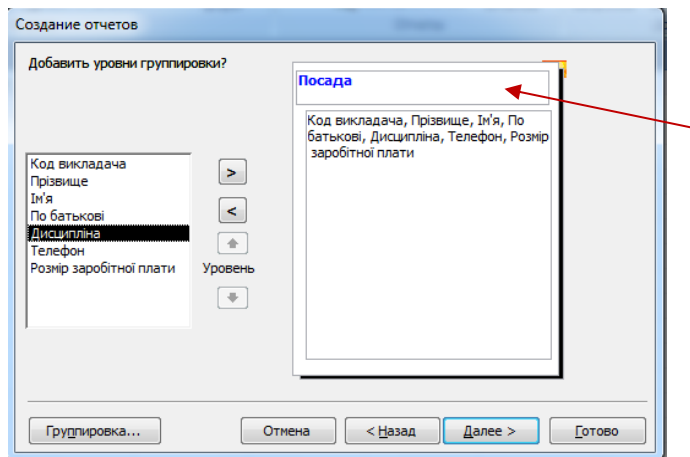 Создание отчетов
Добавить уровни группировки?
Посада
Код викладача, Прізвище, Ім'я, По
батькові, Дисципліна, Телефон, Розмір
заробітної плати
Код викладача
Прізвище
Ім'я
По батькові
Дисципліна
Телефон
Розмір заробітної плати
>
<
Уровень
Группировка...
Отмена
< Назад
Далее >
Готово